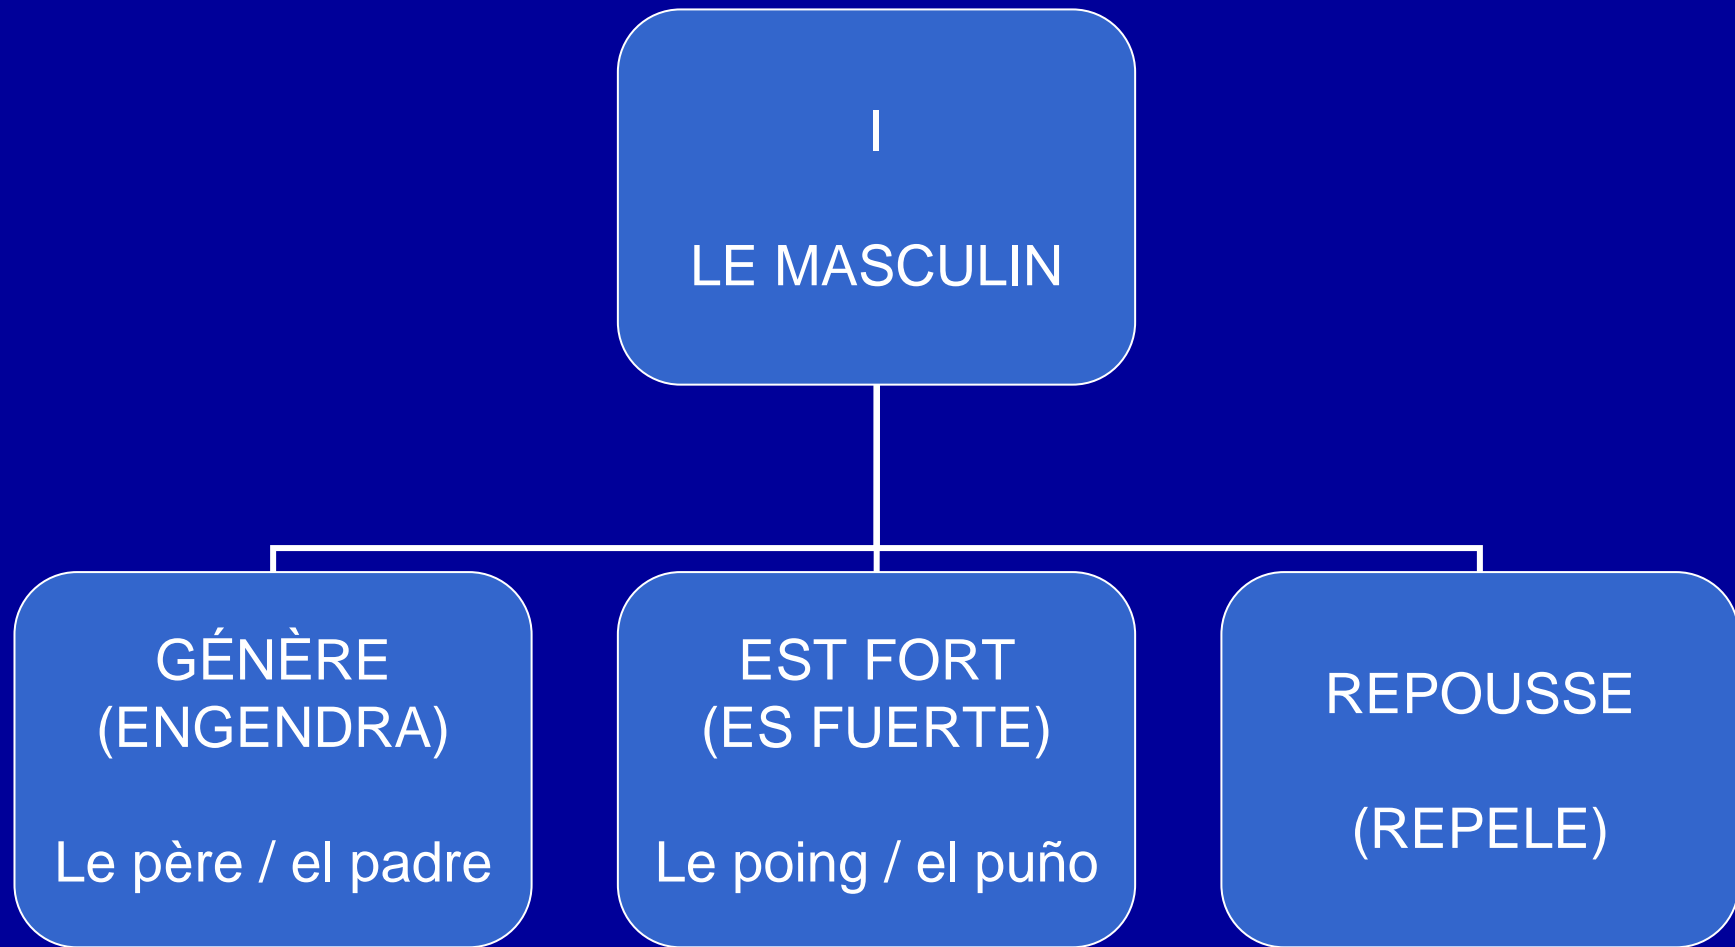 I
LE MASCULIN
GÉNÈRE
(ENGENDRA)
Le père / el padre
EST FORT
(ES FUERTE)
Le poing / el puño
REPOUSSE
(REPELE)